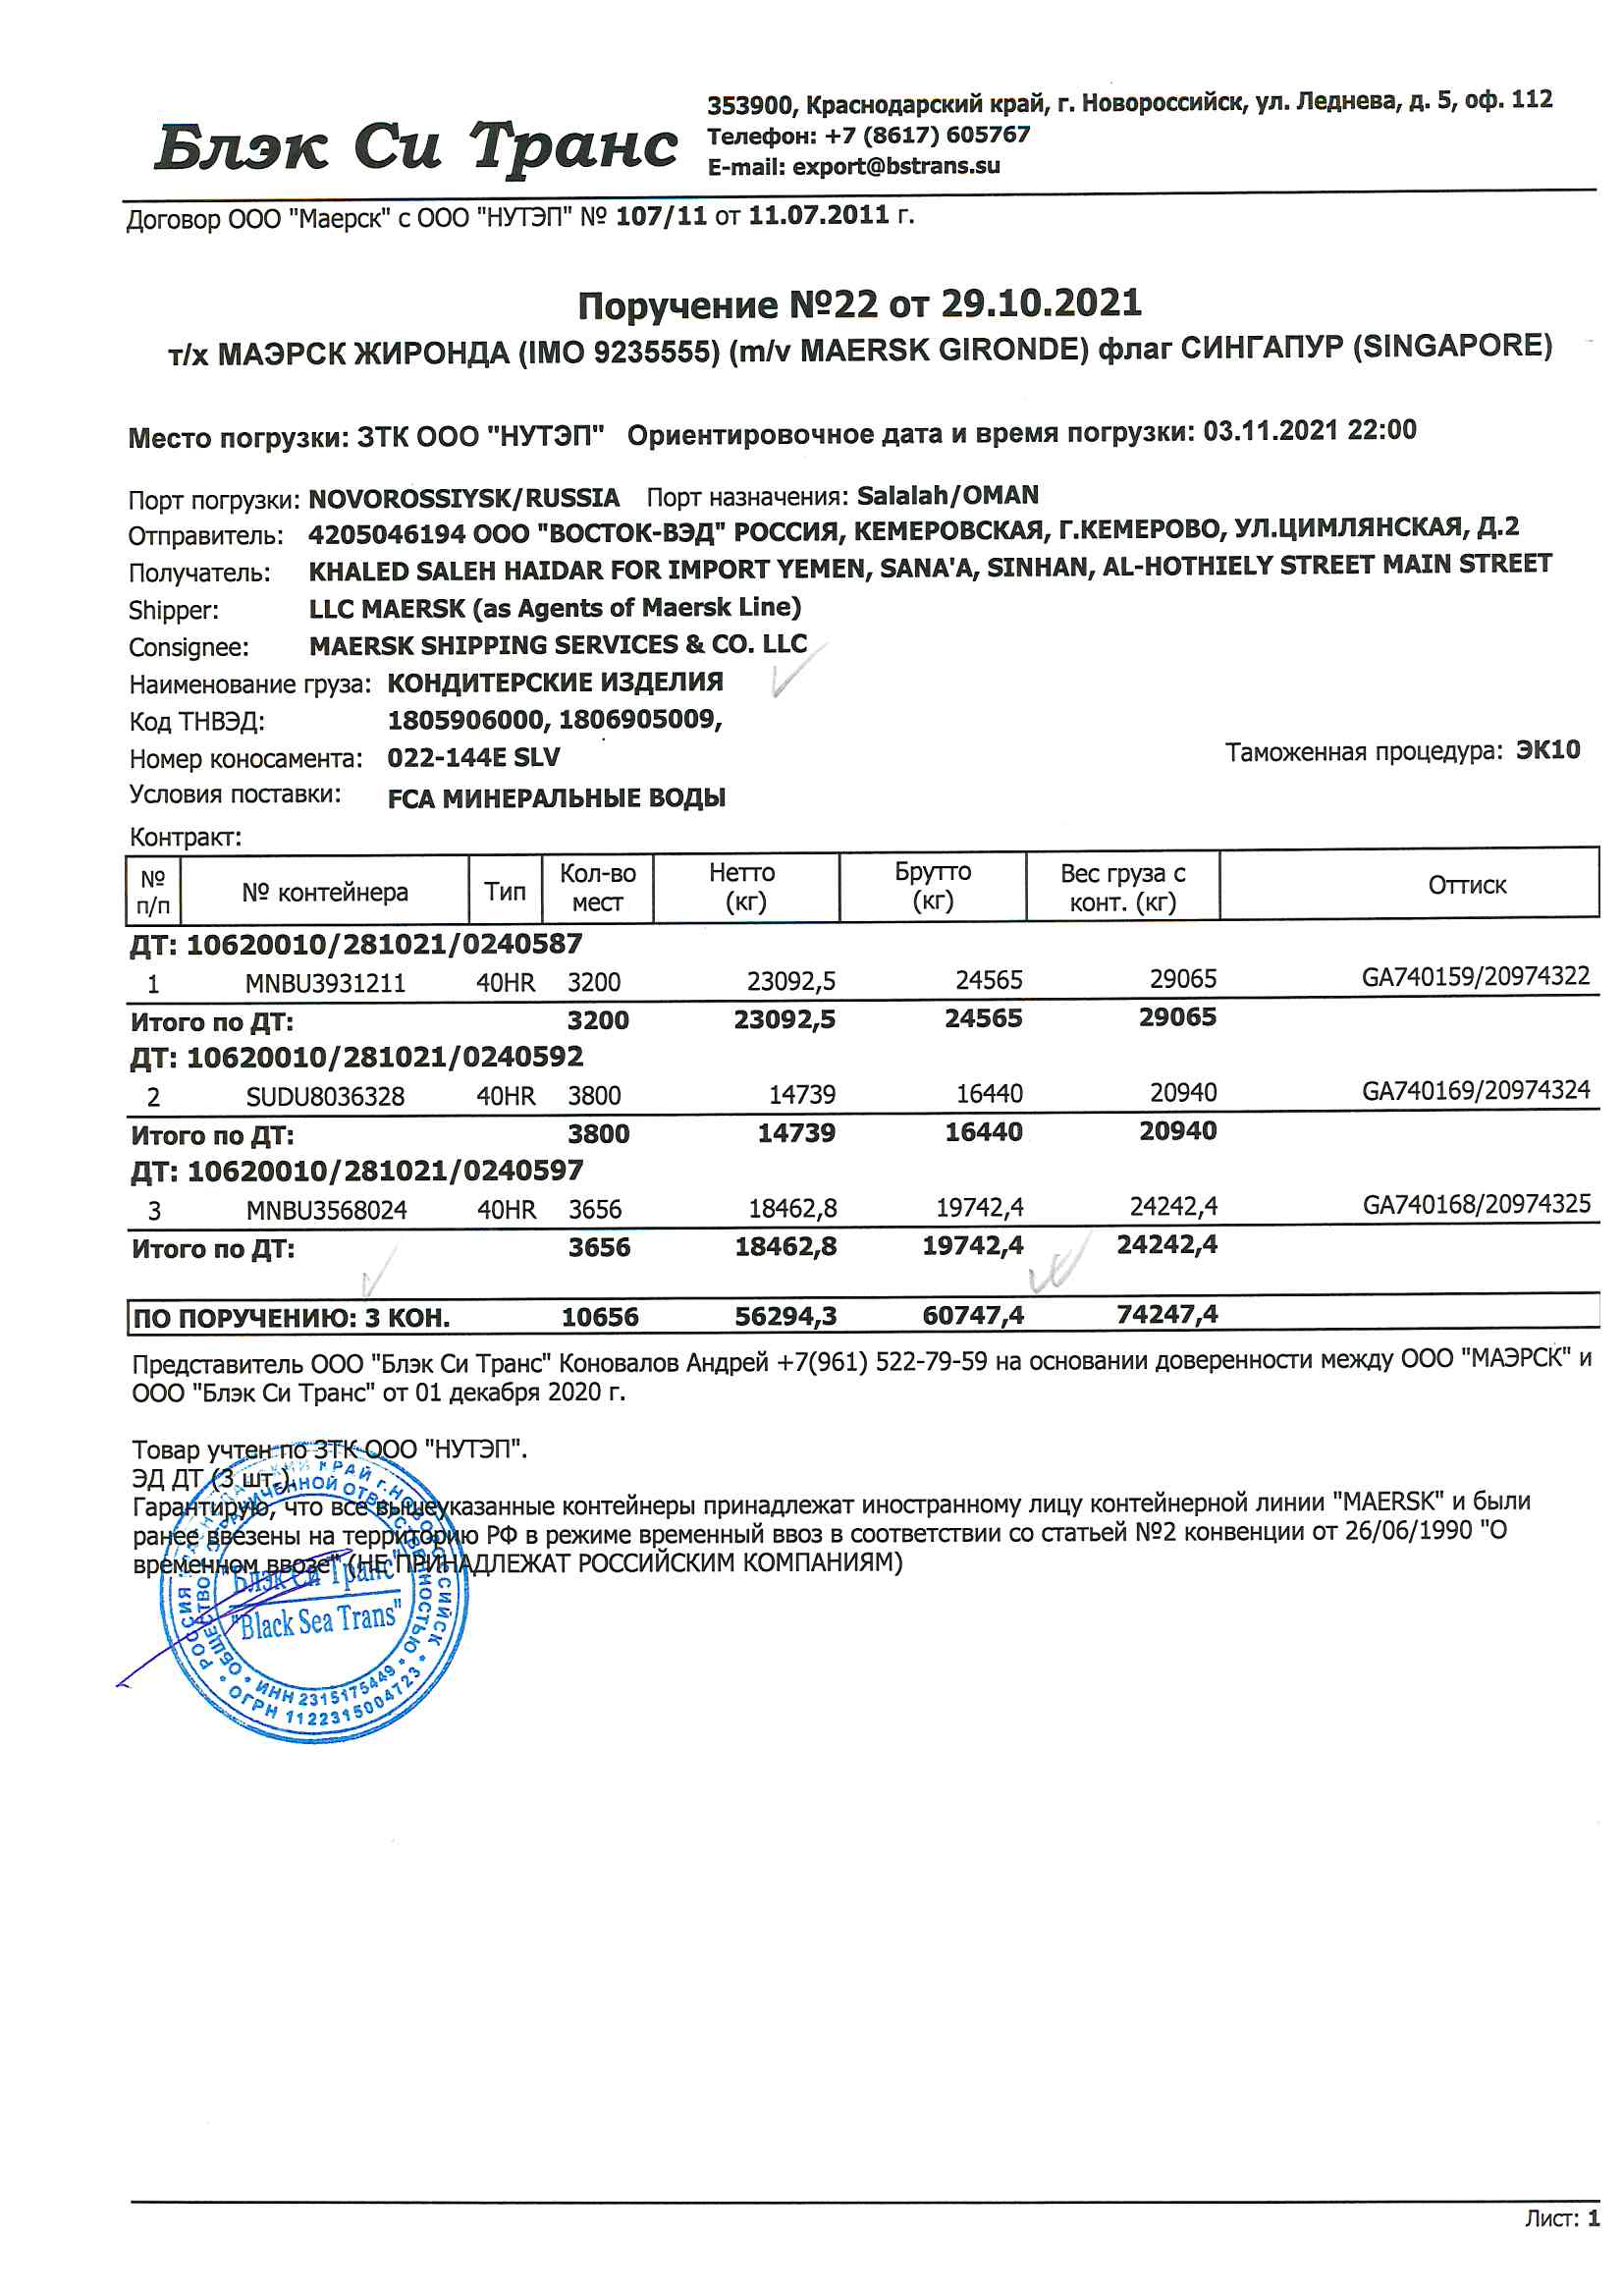 Блэк Си Транс
353900, Краснодарский край, г. Новороссийск, ул. Леднева, д. 5, оф. 112
Телефон: +7 (8617) 605767
E-mail: export@bstrans.su
Договор ООО "Маерск" с ООО "НУТЭП" № 107/11 от 11.07.2011 г.
Поручение №22 от 29.10.2021
т/х МАЭРСК ЖИРОНДА (IMO 9235555) (m/v MAERSK GIRONDE) флаг СИНГАПУР (SINGAPORE)
Место погрузки: ЗТК ООО "НУТЭП" Ориентировочное дата и время погрузки: 03.11.2021 22:00
Порт погрузки: NOVOROSSIYSK/RUSSIA Порт назначения: Salalah/OMAN
Отправитель: 4205046194 ООО "ВОСТОК-ВЭД" РОССИЯ, КЕМЕРОВСКАЯ, Г.КЕМЕРОВО, УЛ.ЦИМЛЯНСКАЯ, Д.2
Получатель: KHALED SALEH HAIDAR FOR IMPORT YEMEN, SANA'A, SINHAN, AL-HOTHIELY STREET MAIN STREET
Shipper: LLC MAERSK (as Agents of Maersk Line)
Consignee: MAERSK SHIPPING SERVICES & CO. LLC
Наименование груза: КОНДИТЕРСКИЕ ИЗДЕЛИЯ
Код ТНВЭД: 1805906000, 1806905009,
Номер коносамента: 022-144E SLV Таможенная процедура: ЭК10
Условия поставки: FCA МИНЕРАЛЬНЫЕ ВОДЫ
Контракт:
№ п/п № контейнера Тип Кол-во мест Нетто (кг) Брутто (кг) Вес груза с конт. (кг) Оттиск
ДТ: 10620010/281021/0240587
1 MNBU3931211 40HR 3200 23092,5 24565 29065 GA740159/20974322
Итого по ДТ: 3200 23092,5 24565 29065
ДТ: 10620010/281021/0240592
2 SUDU8036328 40HR 3800 14739 16440 20940 GA740169/20974324
Итого по ДТ: 3800 14739 16440 20940
ДТ: 10620010/281021/0240597
3 MNBU3568024 40HR 3656 18462,8 19742,4 24242,4 GA740168/20974325
Итого по ДТ: 3656 18462,8 19742,4 24242,4
ПО ПОРУЧЕНИЮ: 3 КОН. 10656 56294,3 60747,4 74247,4
Представитель ООО "Блэк Си Транс" Коновалов Андрей +7(961) 522-79-59 на основании доверенности между ООО "МАЭРСК" и
ООО "Блэк Си Транс" от 01 декабря 2020 г.
Товар учтен по ЗТК ООО "НУТЭП".
ЭД ДТ (3 шт.)
Гарантирую, что все вышеуказанные контейнеры принадлежат иностранному лицу контейнерной линии "MAERSK" и были
ранее ввезены на территорию РФ в режиме временный ввоз в соответствии со статьей №2 конвенции от 26/06/1990 "О
временном ввозе" (НЕ ПРИНАДЛЕЖАТ РОССИЙСКИМ КОМПАНИЯМ)
"Блэк Си Транс"
"Black Sea Trans"
ИНН 2315175449
ОГРН 1122315004723
Лист: 1